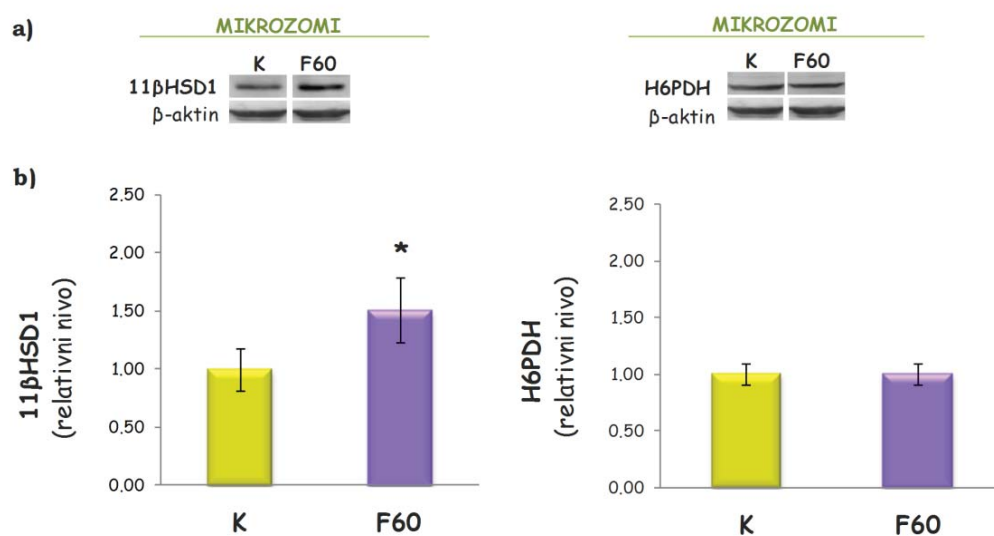 a)
MIKROZOMI
K F60
11βHSD1
β-aktin
MIKROZOMI
K F60
H6PDH
β-aktin
b)
11βHSD1
(relativni nivo)
2.50
2.00
1.50
1.00
0.50
0.00
*
K F60
H6PDH
(relativni nivo)
2.50
2.00
1.50
1.00
0.50
0.00
K F60